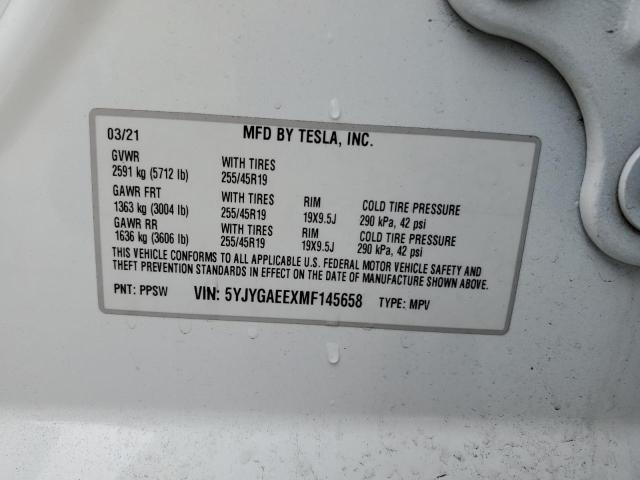 03/21 MFD BY TESLA, INC.
GVWR WITH TIRES
2591 kg (5712 lb) 255/45R19
GAWR FRT WITH TIRES RIM COLD TIRE PRESSURE
1363 kg (3004 lb) 255/45R19 19X9.5J 290 kPa, 42 psi
GAWR RR WITH TIRES RIM COLD TIRE PRESSURE
1636 kg (3606 lb) 255/45R19 19X9.5J 290 kPa, 42 psi
THIS VEHICLE CONFORMS TO ALL APPLICABLE U.S. FEDERAL MOTOR VEHICLE SAFETY AND
THEFT PREVENTION STANDARDS IN EFFECT ON THE DATE OF MANUFACTURE SHOWN ABOVE.
PNT: PPSW VIN: 5YJYGAEEXMF145658 TYPE: MPV